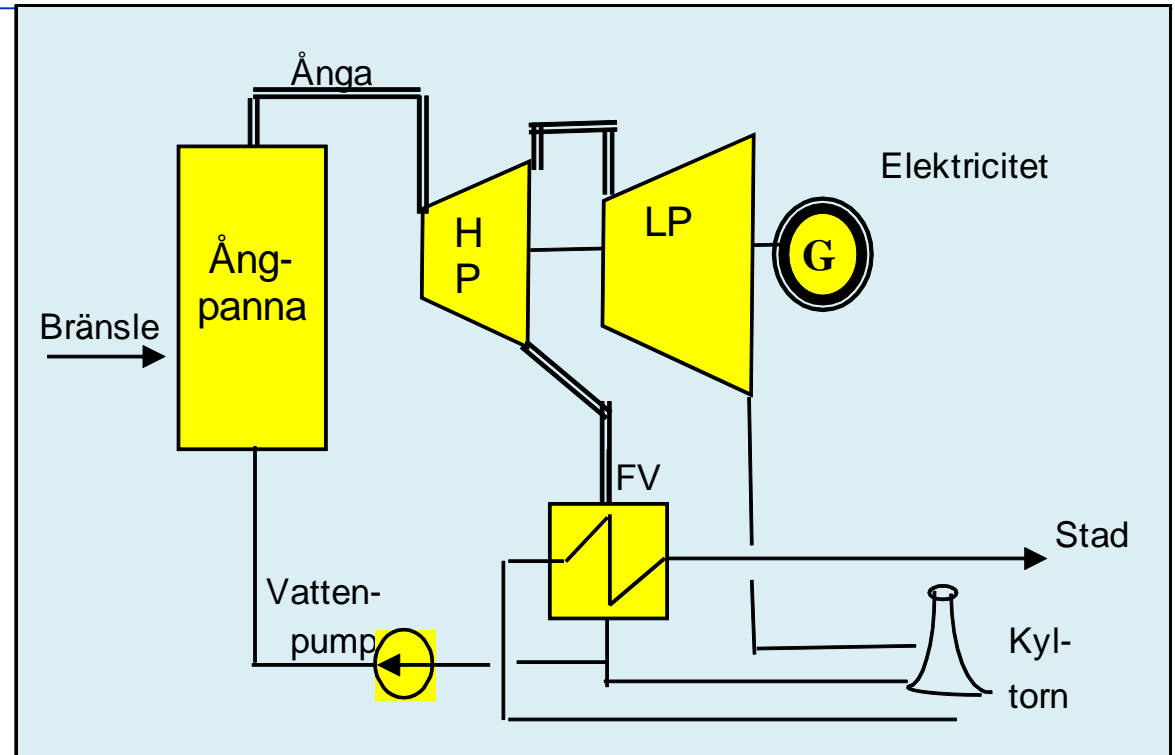 Ånga
Elektricitet
H
P
LP
G
Ång-
panna
Bränsle
FV
Stad
Vatten-
pump
Kyl-
torn